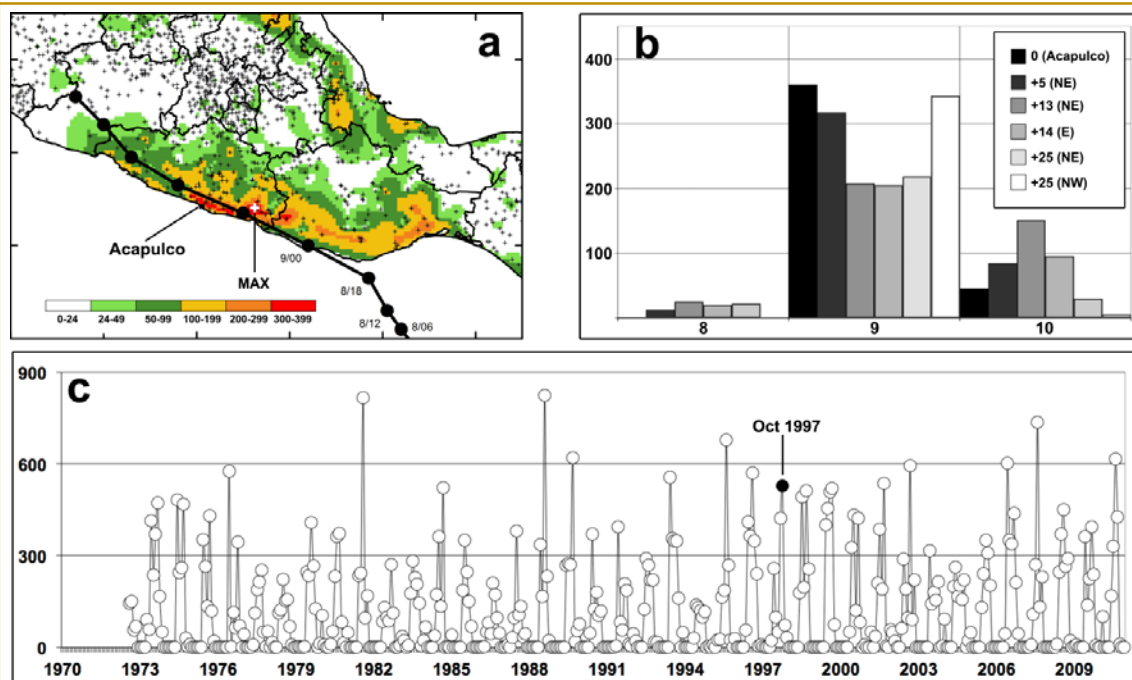 a
Acapulco
MAX
9/00
8/18
8/12
8/06
0-24 24-49 50-99 100-199 200-299 300-399
b
400
300
200
100
8 9 10
0 (Acapulco)
+5 (NE)
+13 (NE)
+14 (E)
+25 (NE)
+25 (NW)
c
900
600
300
0
Oct 1997
1970 1973 1976 1979 1982 1985 1988 1991 1994 1997 2000 2003 2006 2009